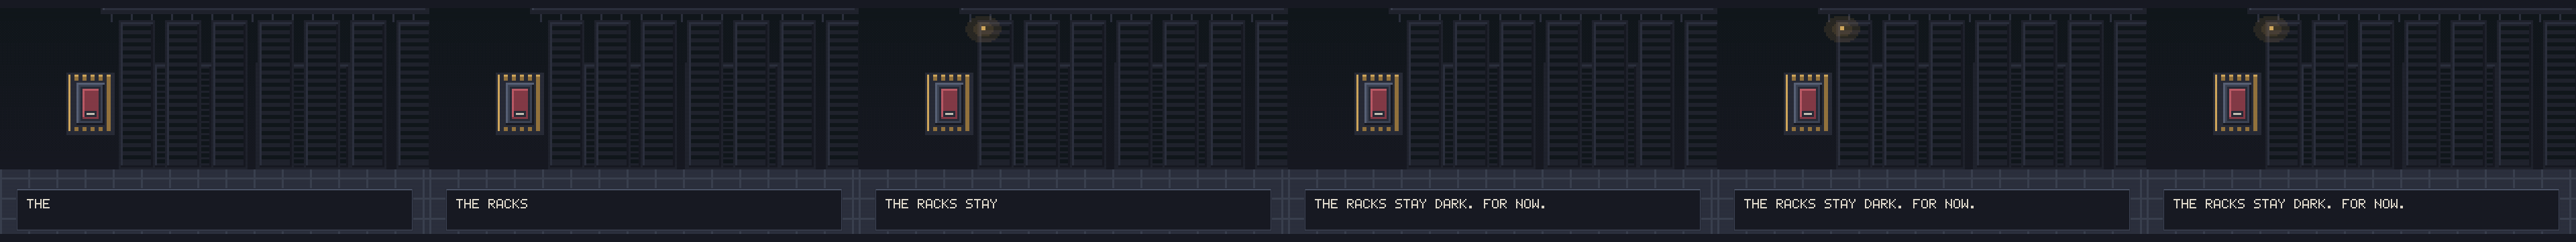 THE
THE RACKS
THE RACKS STAY
THE RACKS STAY DARK. FOR NOW.
THE RACKS STAY DARK. FOR NOW.
THE RACKS STAY DARK. FOR NOW.